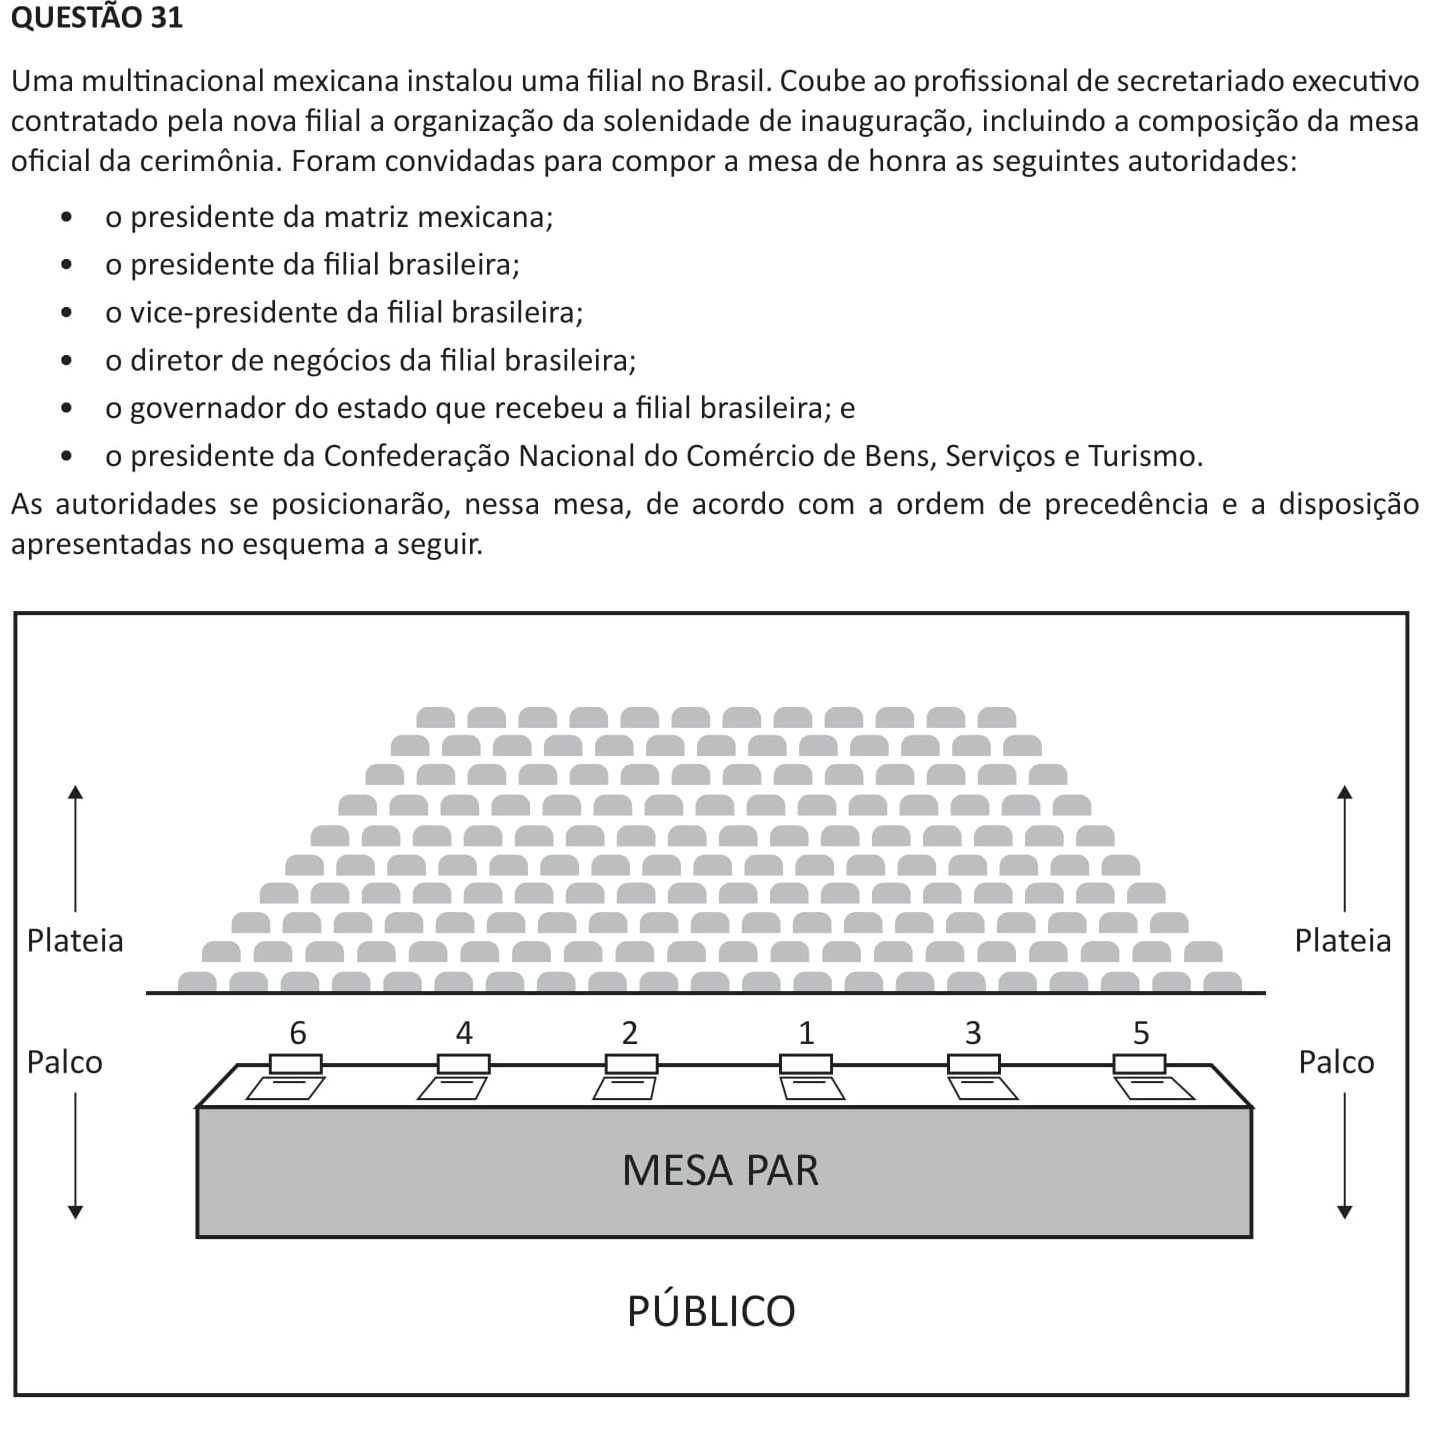 QUESTÃO 31
Uma multinacional mexicana instalou uma filial no Brasil. Coube ao profissional de secretariado executivo
contratado pela nova filial a organização da solenidade de inauguração, incluindo a composição da mesa
oficial da cerimônia. Foram convidadas para compor a mesa de honra as seguintes autoridades:
• o presidente da matriz mexicana;
• o presidente da filial brasileira;
• o vice-presidente da filial brasileira;
• o diretor de negócios da filial brasileira;
• o governador do estado que recebeu a filial brasileira; e
• o presidente da Confederação Nacional do Comércio de Bens, Serviços e Turismo.
As autoridades se posicionarão, nessa mesa, de acordo com a ordem de precedência e a disposição
apresentadas no esquema a seguir.
Plateia Plateia
6 4 2 1 3 5
Palco Palco
MESA PAR
PÚBLICO